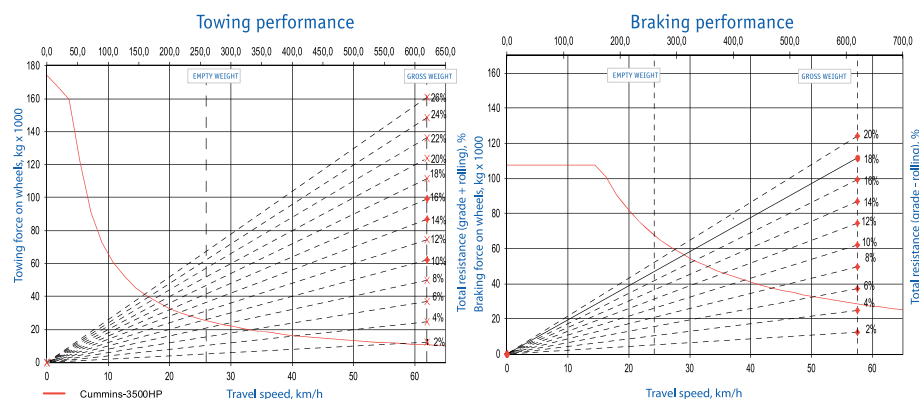 Towing performance
0,0 50,0 100,0 150,0 200,0 250,0 300,0 350,0 400,0 450,0 500,0 550,0 600,0 650,0
EMPTY WEIGHT
GROSS WEIGHT
Towing force on wheels, kg x 1000
180
160
140
120
100
80
60
40
20
0
26%
24%
22%
20%
18%
16%
14%
12%
10%
8%
6%
4%
2%
Total resistance (grade + rolling), %
0 10 20 30 40 50 60
Travel speed, km/h
Cummins-3500HP
Braking performance
0,0 100,0 200,0 300,0 400,0 500,0 600,0 700,0
EMPTY WEIGHT
GROSS WEIGHT
Braking force on wheels, kg x 1000
160
140
120
100
80
60
40
20
0
20%
18%
16%
14%
12%
10%
8%
6%
4%
2%
Total resistance (grade - rolling), %
0 10 20 30 40 50 60
Travel speed, km/h